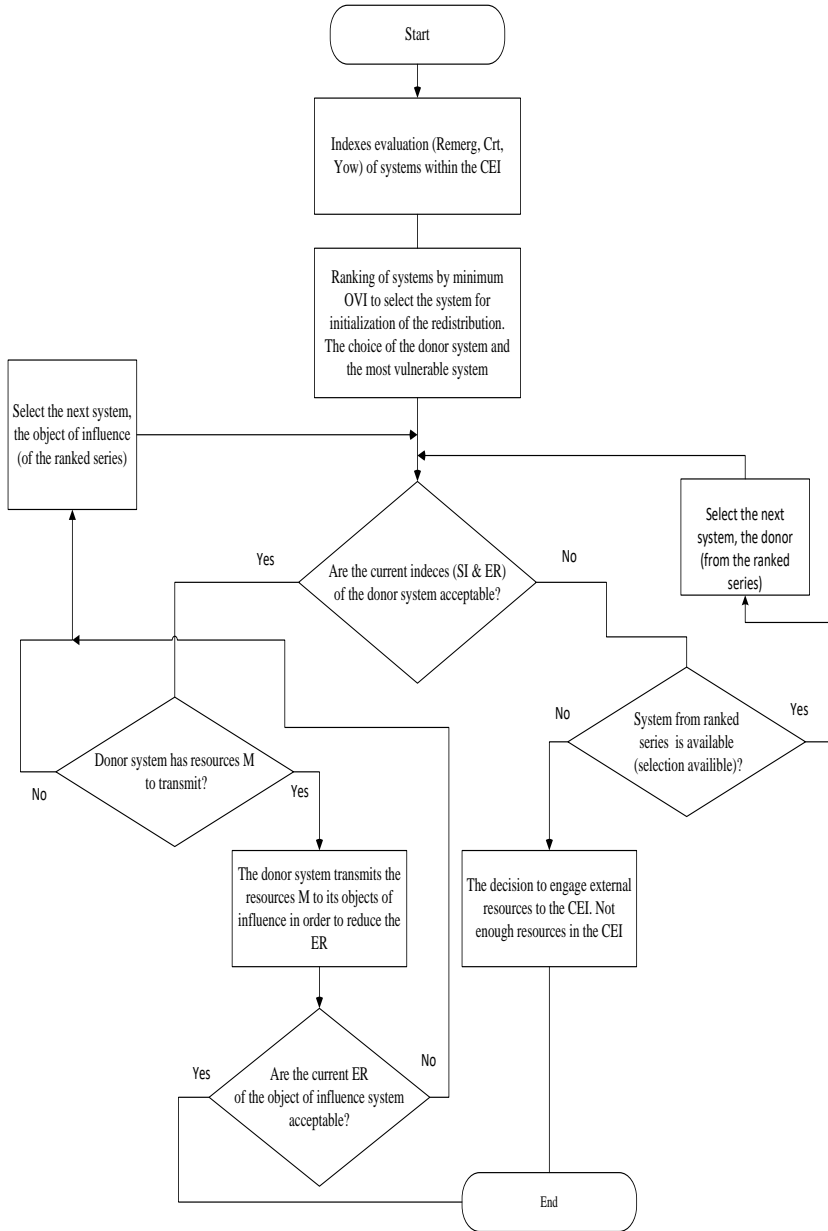 Start
Indexes evaluation (Remerg, Crt,
Yow) of systems within the CEI
Ranking of systems by minimum
OVI to select the system for
initialization of the redistribution.
The choice of the donor system and
the most vulnerable system
Select the next system,
the object of influence
(of the ranked series)
Select the next
system, the donor
(from the ranked
series)
Yes
Are the current indeces (SI & ER)
of the donor system acceptable?
No
Donor system has resources M
to transmit?
No
Yes
No
System from ranked
series is available
(selection availible)?
Yes
The donor system transmits the
resources M to its objects of
influence in order to reduce the
ER
The decision to engage external
resources to the CEI. Not
enough resources in the CEI
Yes
Are the current ER
of the object of influence system
acceptable?
No
End